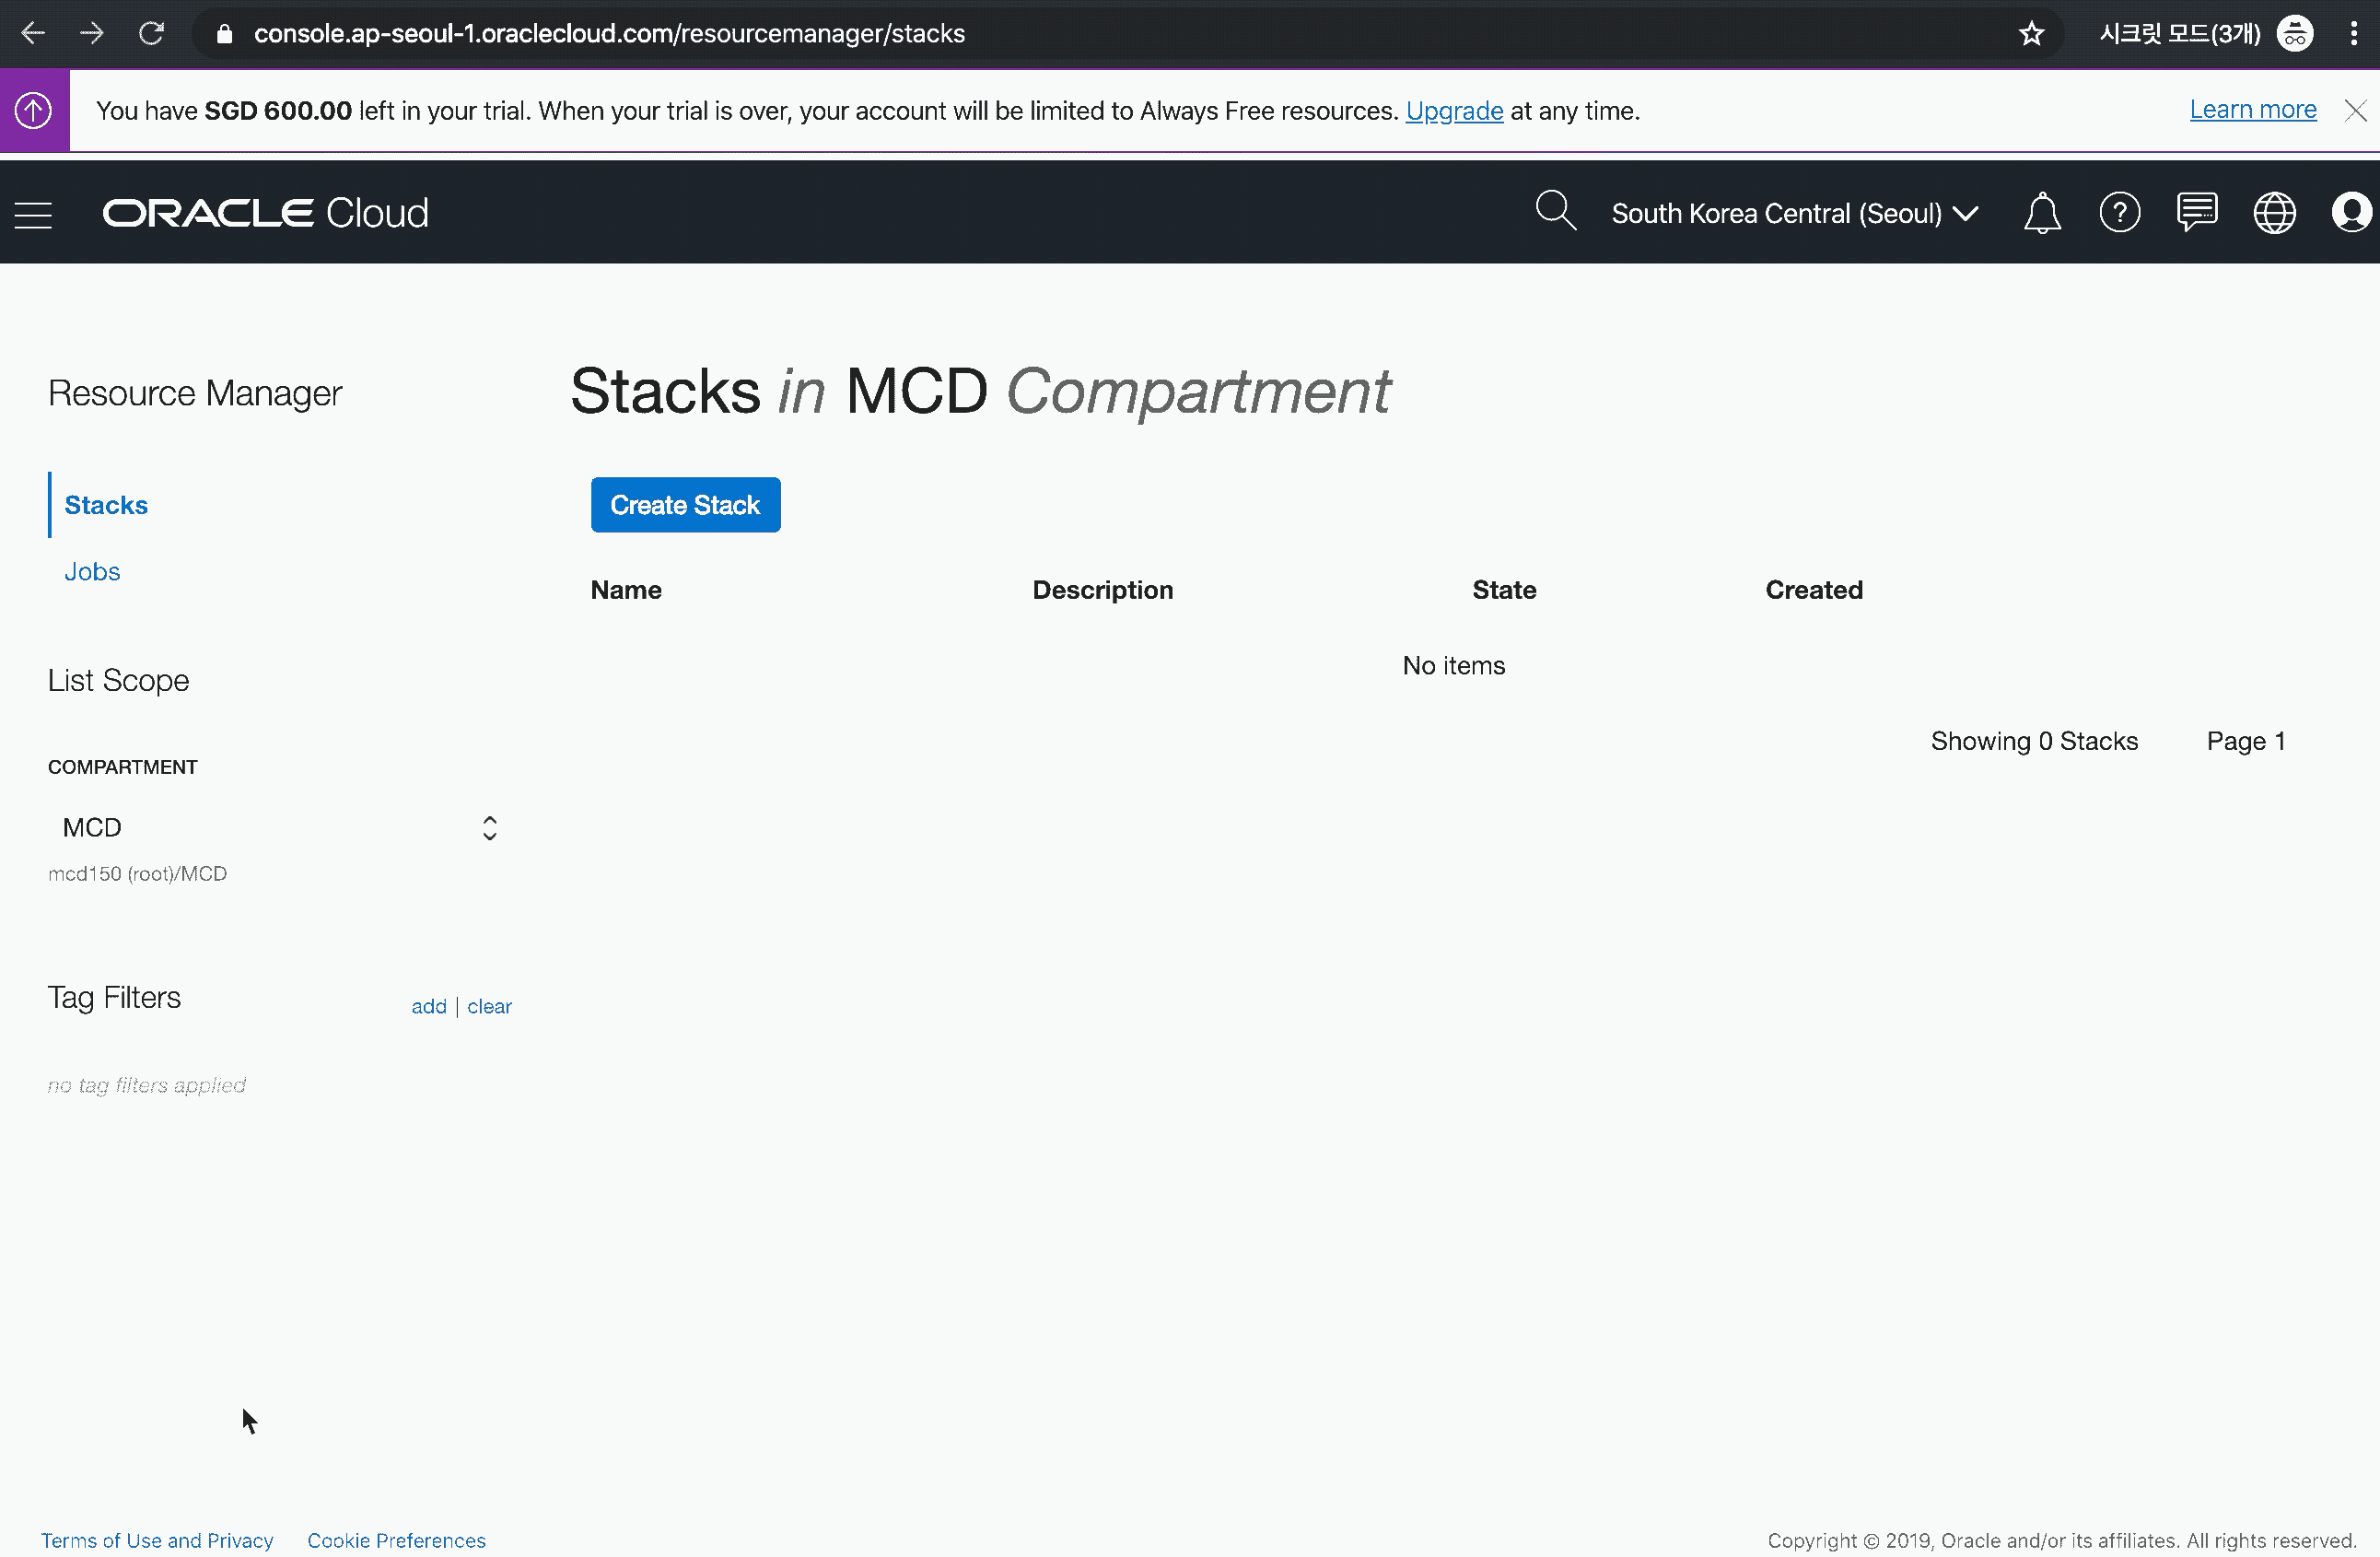 console.ap-seoul-1.oraclecloud.com/resourcemanager/stacks 시크릿 모드(3개)
You have SGD 600.00 left in your trial. When your trial is over, your account will be limited to Always Free resources. Upgrade at any time. Learn more
ORACLE Cloud South Korea Central (Seoul)
Resource Manager
Stacks in MCD Compartment
Stacks
Create Stack
Jobs
Name Description State Created
No items
List Scope
Showing 0 Stacks Page 1
COMPARTMENT
MCD
mcd150 (root)/MCD
Tag Filters add | clear
no tag filters applied
Terms of Use and Privacy Cookie Preferences Copyright © 2019, Oracle and/or its affiliates. All rights reserved.